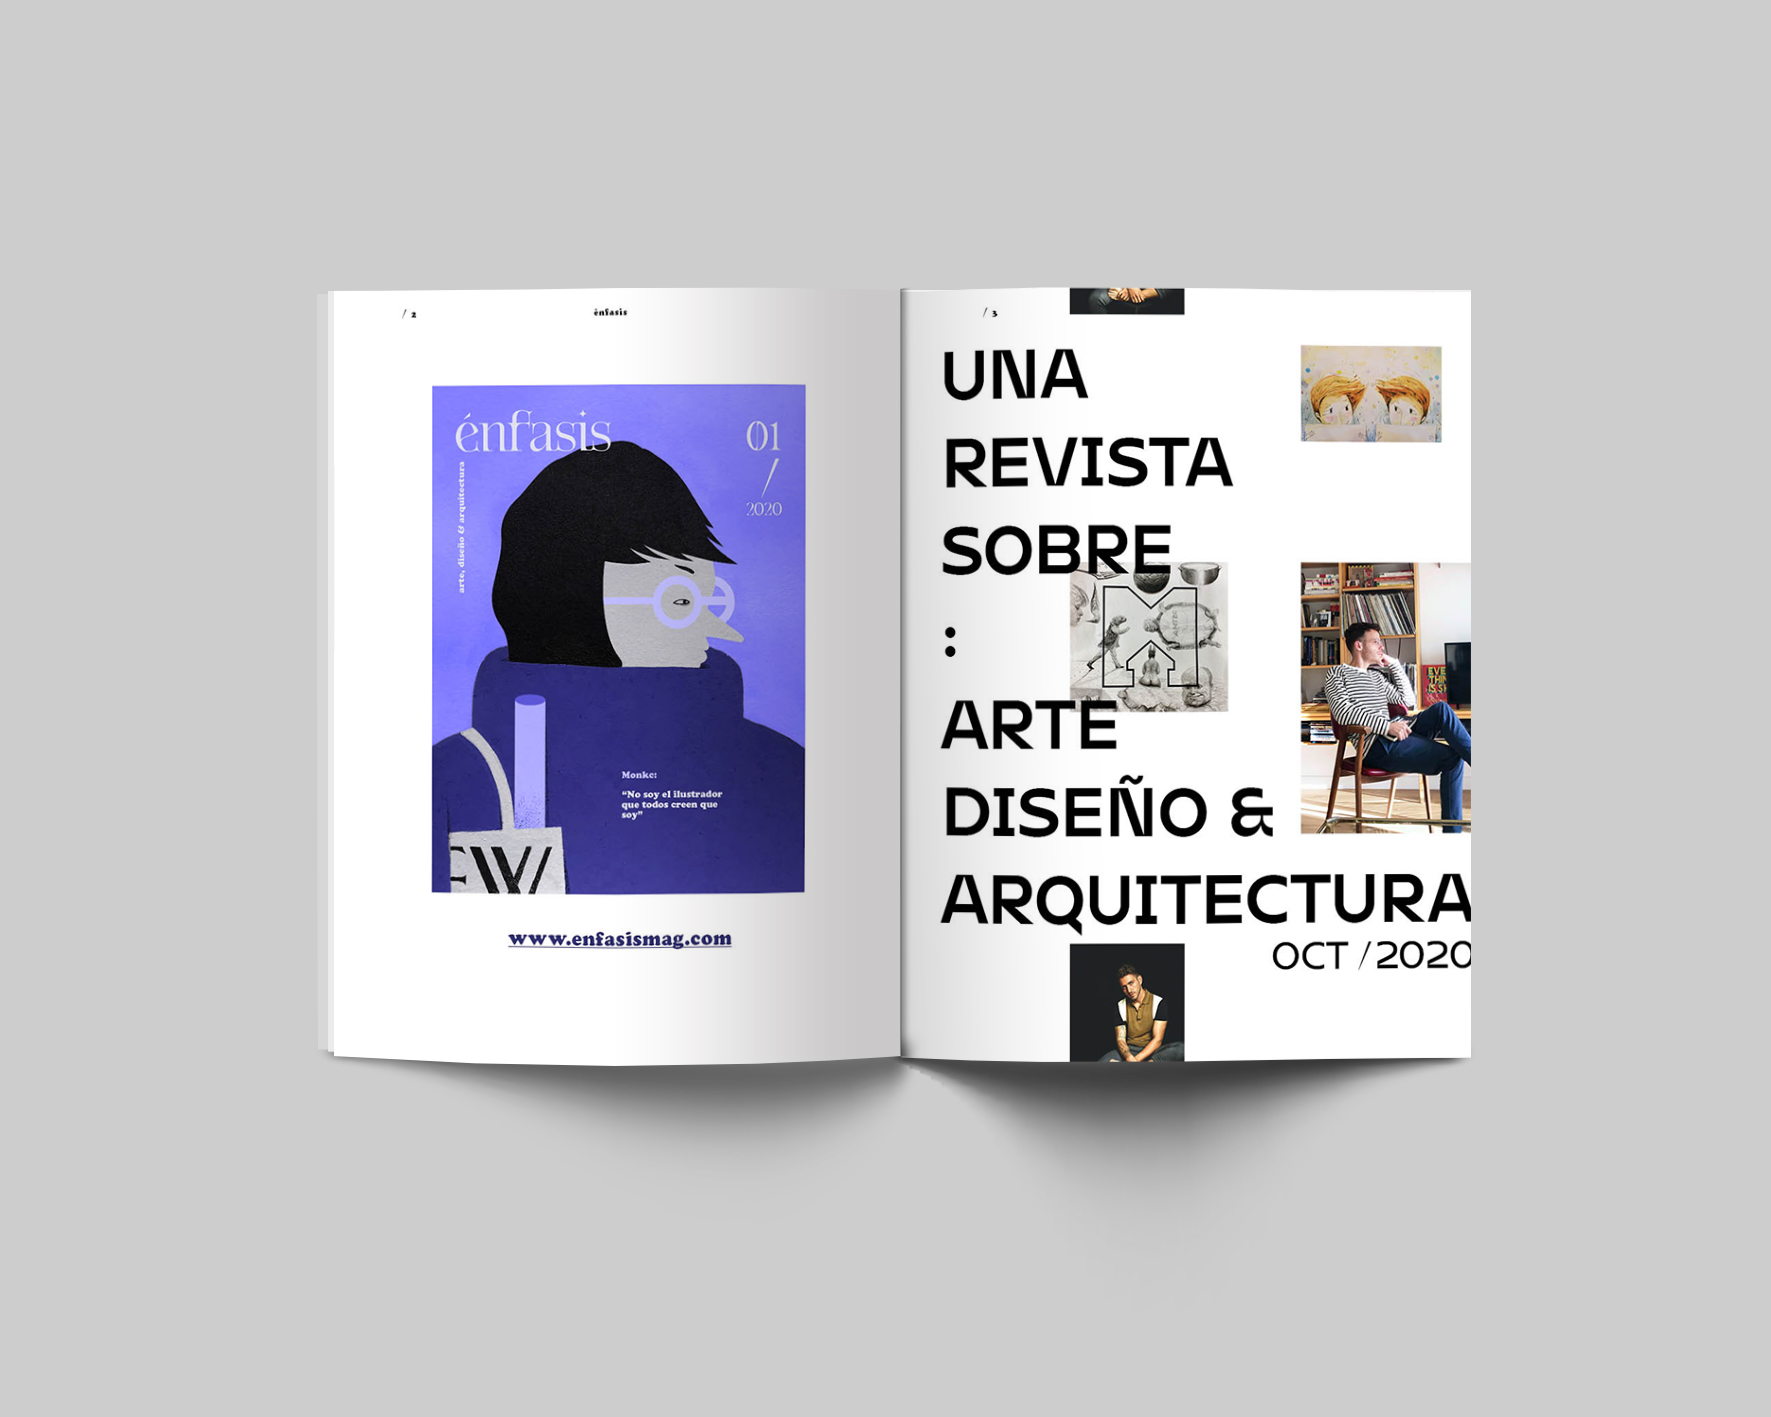 / 2
énfasis
énfasis
01
/
2020
arte, diseño & arquitectura
Monke:
“No soy el ilustrador
que todos creen que
soy”
EW
www.enfasismag.com
/ 3
UNA
REVISTA
SOBRE
:
ARTE
DISEÑO &
ARQUITECTURA
OCT / 2020
M